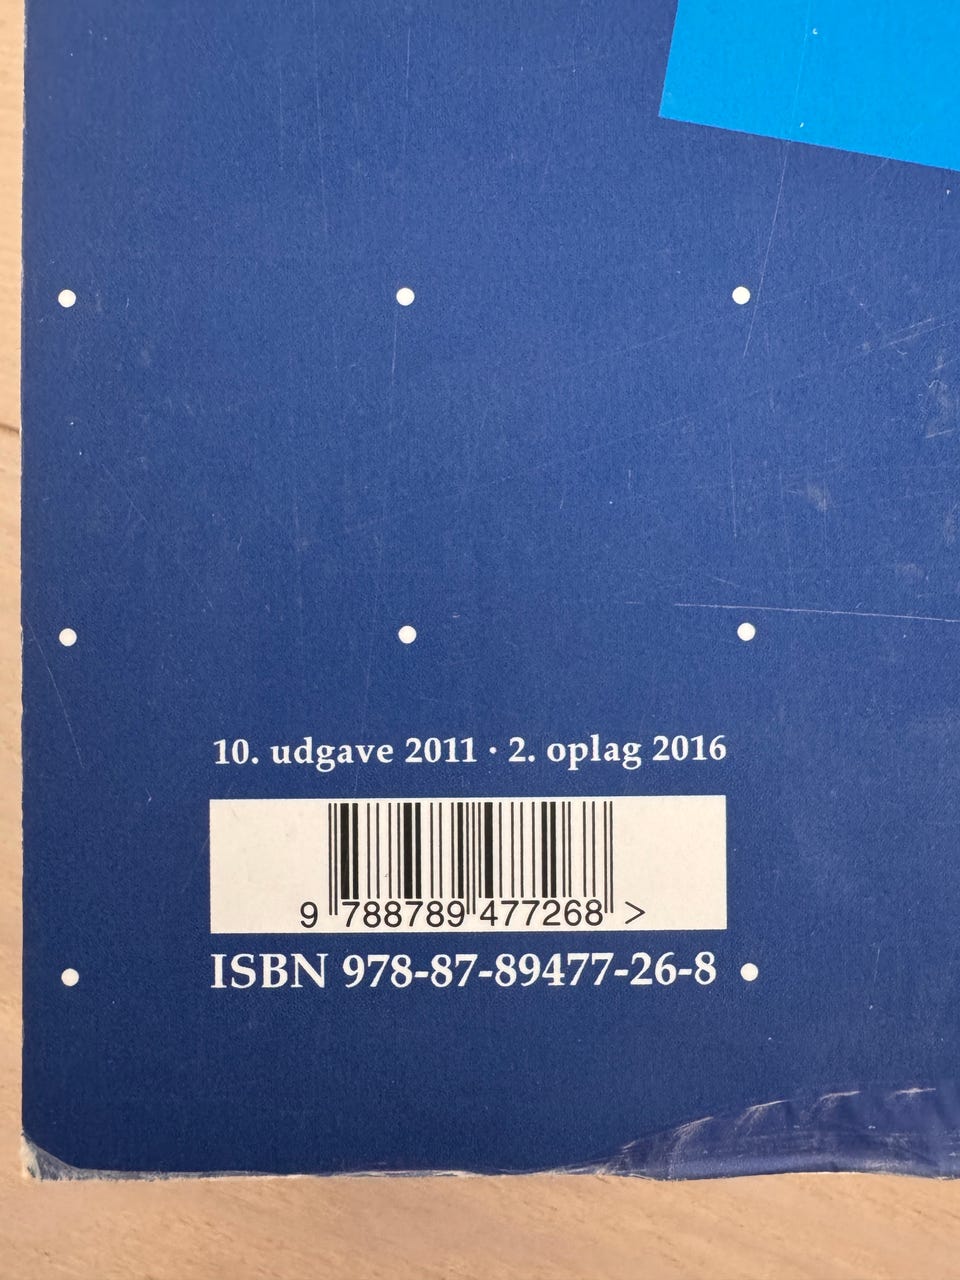 10. udgave 2011 · 2. oplag 2016
9 788789 477268 >
ISBN 978-87-89477-26-8